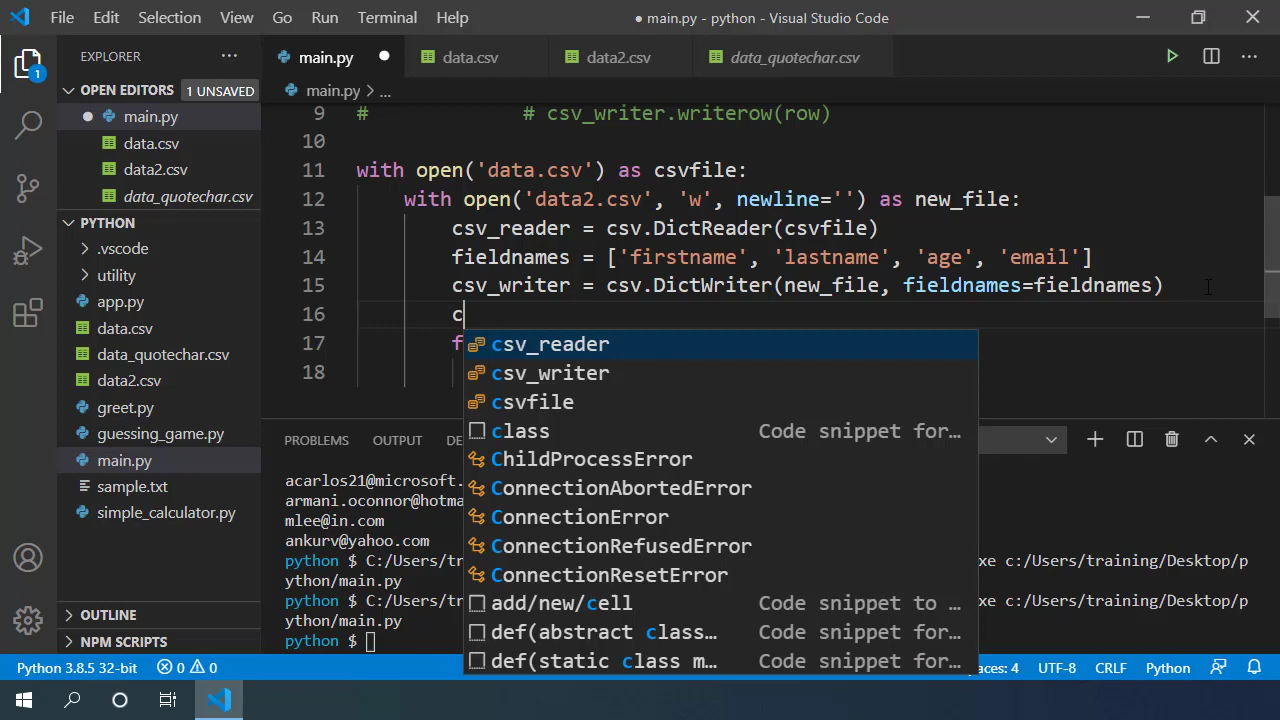 File Edit Selection View Go Run Terminal Help
● main.py - python - Visual Studio Code
EXPLORER ···
OPEN EDITORS 1 UNSAVED
● main.py
data.csv
data2.csv
data_quotechar.csv
PYTHON
.vscode
utility
app.py
data.csv
data_quotechar.csv
data2.csv
greet.py
guessing_game.py
main.py
sample.txt
simple_calculator.py
OUTLINE
NPM SCRIPTS
1
main.py ● data.csv data2.csv data_quotechar.csv ···
main.py > ...
9 # # csv_writer.writerow(row)
10
11 with open('data.csv') as csvfile:
12 with open('data2.csv', 'w', newline='') as new_file:
13 csv_reader = csv.DictReader(csvfile)
14 fieldnames = ['firstname', 'lastname', 'age', 'email']
15 csv_writer = csv.DictWriter(new_file, fieldnames=fieldnames)
16 c
17 f
18
csv_reader
csv_writer
csvfile
class Code snippet for…
ChildProcessError
ConnectionAbortedError
ConnectionError
ConnectionRefusedError
ConnectionResetError
add/new/cell Code snippet to …
def(abstract class… Code snippet for…
def(static class m… Code snippet for…
PROBLEMS OUTPUT DE
acarlos21@microsoft.
armani.oconnor@hotma
mlee@in.com
ankurv@yahoo.com
python $ C:/Users/tr xe c:/Users/training/Desktop/p
ython/main.py
python $ C:/Users/tr xe c:/Users/training/Desktop/p
ython/main.py
python $
Python 3.8.5 32-bit 0 0 aces: 4 UTF-8 CRLF Python